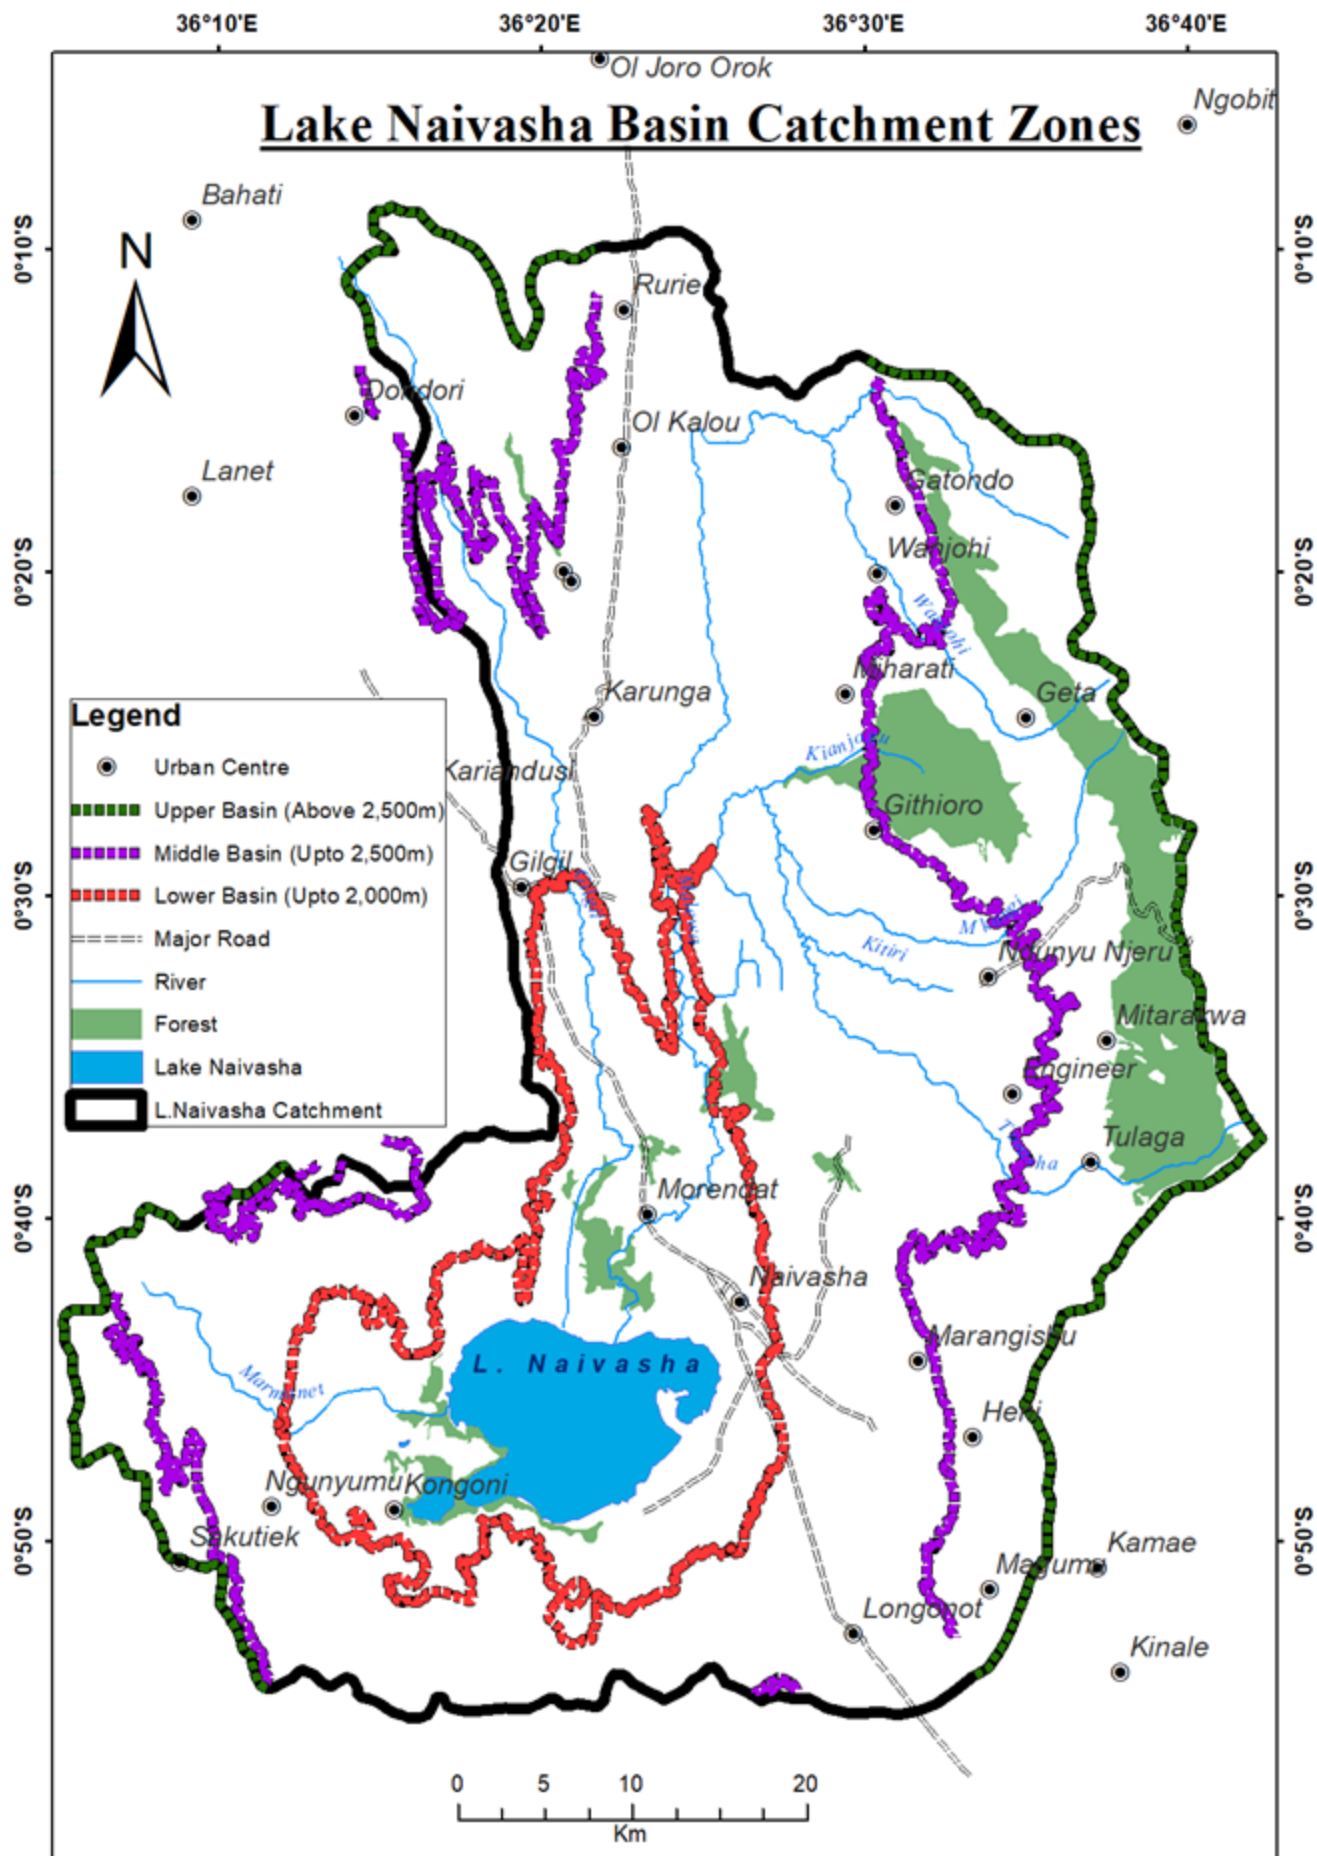 36°10'E 36°20'E 36°30'E 36°40'E
Ol Joro Orok
Ngobit
Lake Naivasha Basin Catchment Zones
Bahati
N
0°10'S 0°10'S
Rurie
Dondori
Ol Kalou
Lanet
Gatondo
Wanjohi
0°20'S 0°20'S
Wanjohi
Miharati
Karunga
Geta
Legend
Kianjogu
Urban Centre
Kariandusi
Upper Basin (Above 2,500m)
Githioro
Middle Basin (Upto 2,500m)
Gilgil
Lower Basin (Upto 2,000m)
0°30'S 0°30'S
Major Road
Kitiri
Ndunyu Njeru
River
Forest
Mitarakwa
Lake Naivasha
Engineer
L.Naivasha Catchment
Tulaga
Morendat
0°40'S 0°40'S
Naivasha
Marangishu
L. Naivasha
Marmonet
Heni
Ngunyumu Kongoni
Sakutiek
0°50'S 0°50'S
Kamae
Magumu
Longonot
Kinale
0 5 10 20
Km